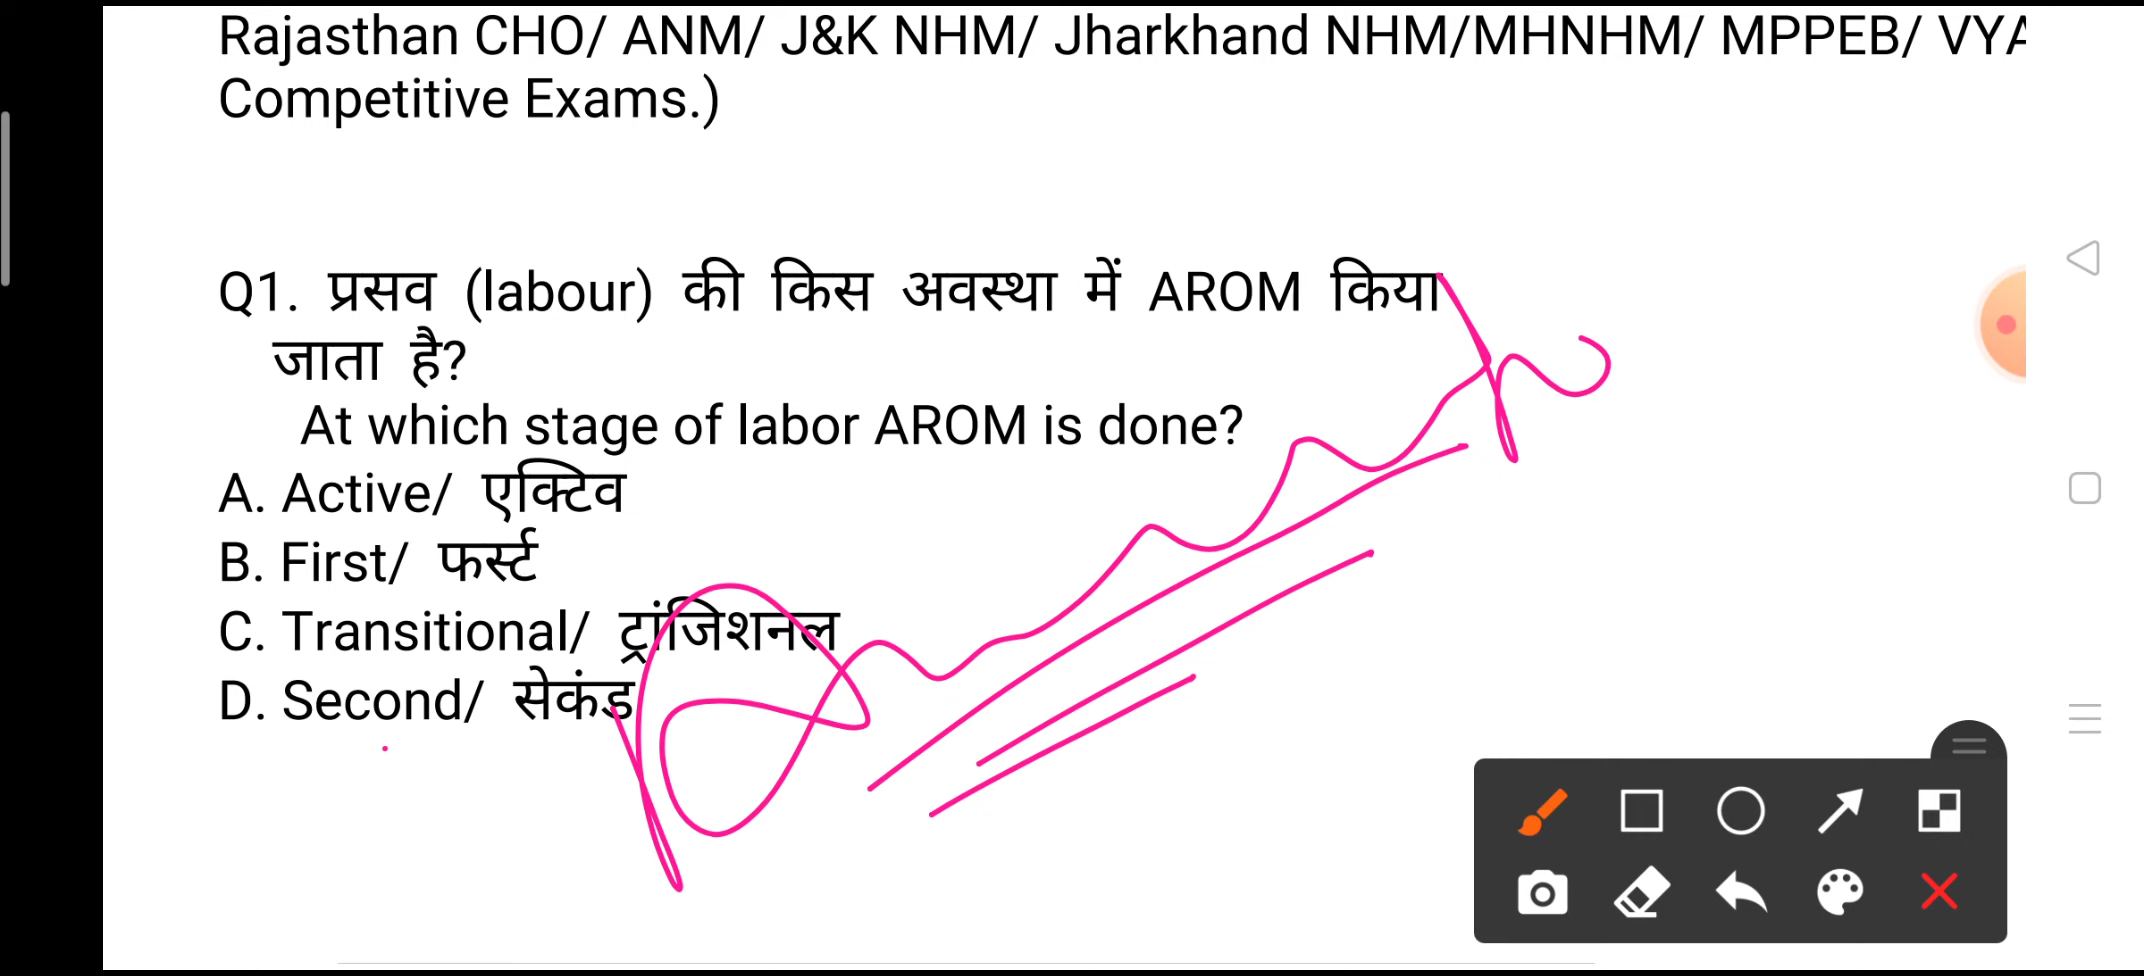 Rajasthan CHO/ ANM/ J&K NHM/ Jharkhand NHM/MHNHM/ MPPEB/ VYA
Competitive Exams.)
Q1. प्रसव (labour) की किस अवस्था में AROM किया
जाता है?
At which stage of labor AROM is done?
A. Active/ एक्टिव
B. First/ फर्स्ट
C. Transitional/ ट्रांजिशनल
D. Second/ सेकंड